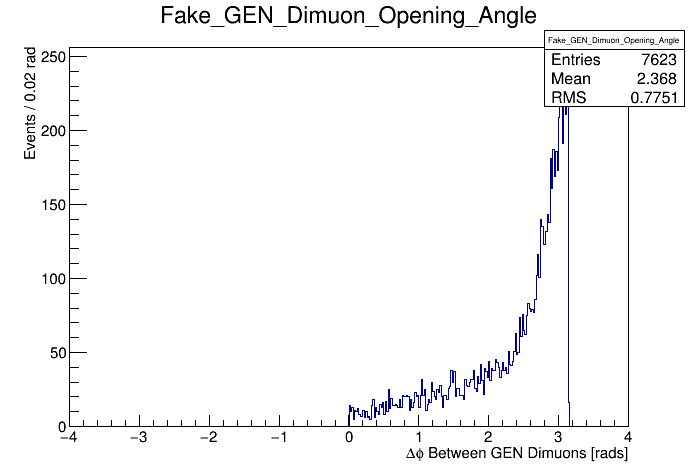 Fake_GEN_Dimuon_Opening_Angle
Fake_GEN_Dimuon_Opening_Angle
Entries 7623
Mean 2.368
RMS 0.7751
Events / 0.02 rad
250
200
150
100
50
0
−4 −3 −2 −1 0 1 2 3 4
Δϕ Between GEN Dimuons [rads]